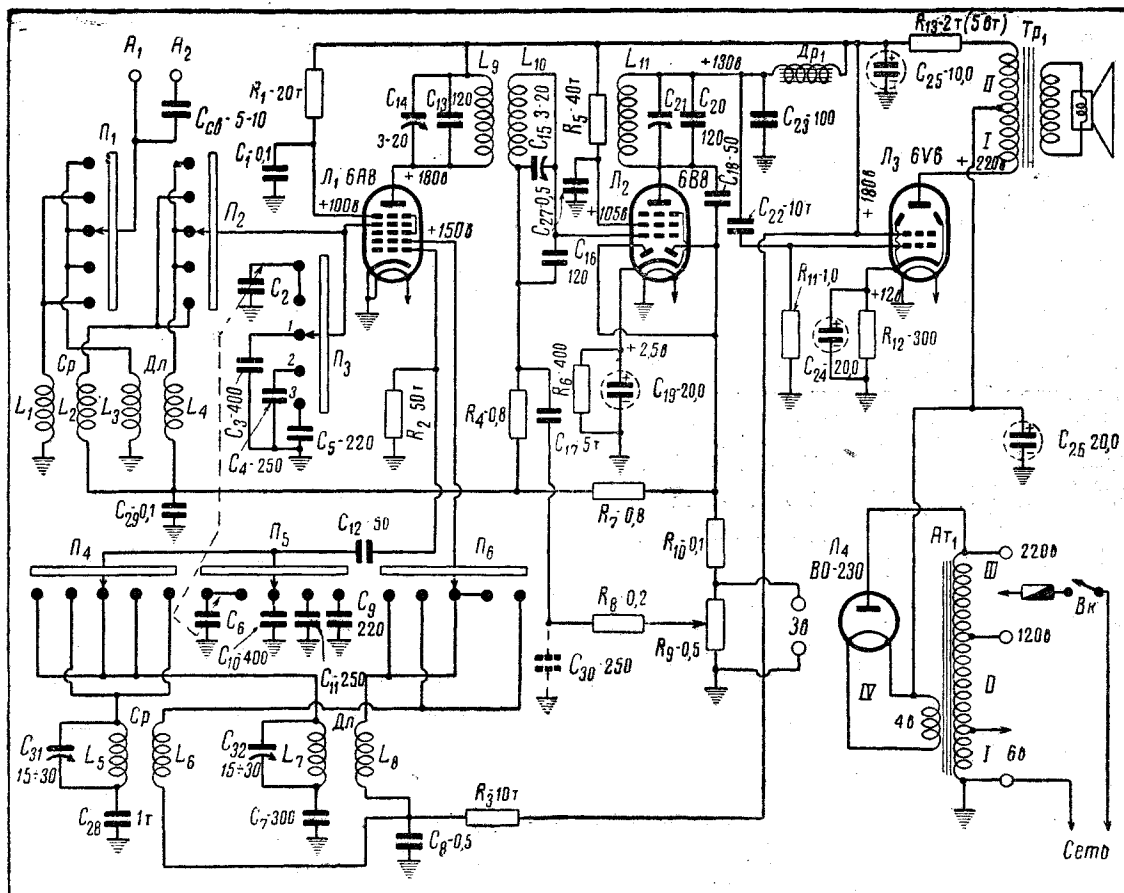 А₁ А₂
R₁₃-2т (5вт) Тр₁
L₉ L₁₀ L₁₁ +130в Др₁
C₂₅-10,0
II
I
R₁-20т
Cсв-5-10
C₁₄ C₁₃ 120
3-20
C₁₅ 3-20
R₅-40т
C₂₁ C₂₀
120
C₂₃-100
П₁
C₁-0,1
Л₁ 6А8 +180в
C₂₇-0,5
Л₂ 6В8
C₁₈-50
Л₃ 6V6
+220в
+190в
П₂
+100в
+150в
+105в
C₂₂-10т
C₁₆
120
C₂
R₁₁-1,0
+12в
1
2
3
П₃
Ср Дл
+2,5в
C₂₄-20,0
R₁₂-300
L₁ L₂ L₃ L₄
C₃-400
C₄-250
C₅-220
R₂ 50т
R₄-0,8
R₆-400
C₁₉-20,0
C₁₇ 5т
C₂₆ 20,0
C₂₉-0,1
R₇-0,8
C₁₂-50
П₄ П₅ П₆
R₁₀-0,1
Л₄
ВО-230
Ат₁
III 220в
Вк
C₆
C₁₀-400
C₁₁-250
C₉
220
R₈-0,2
R₉-0,5
Зв
120в
C₃₀-250
IV
4в
II
I 6в
Ср Дл
C₃₁
15÷30
L₅ L₆
C₃₂
15÷30
L₇ L₈
C₂₈ 1т
C₇-300
C₈-0,5
R₃-10т
Сеть